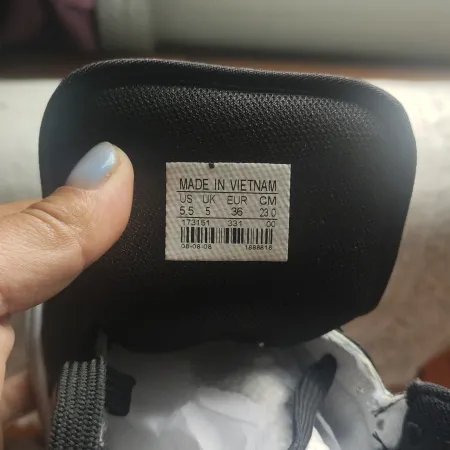 MADE IN VIETNAM
US UK EUR CM
5.5 5 36 23.0
173151 331 00
08-08-08 1888818